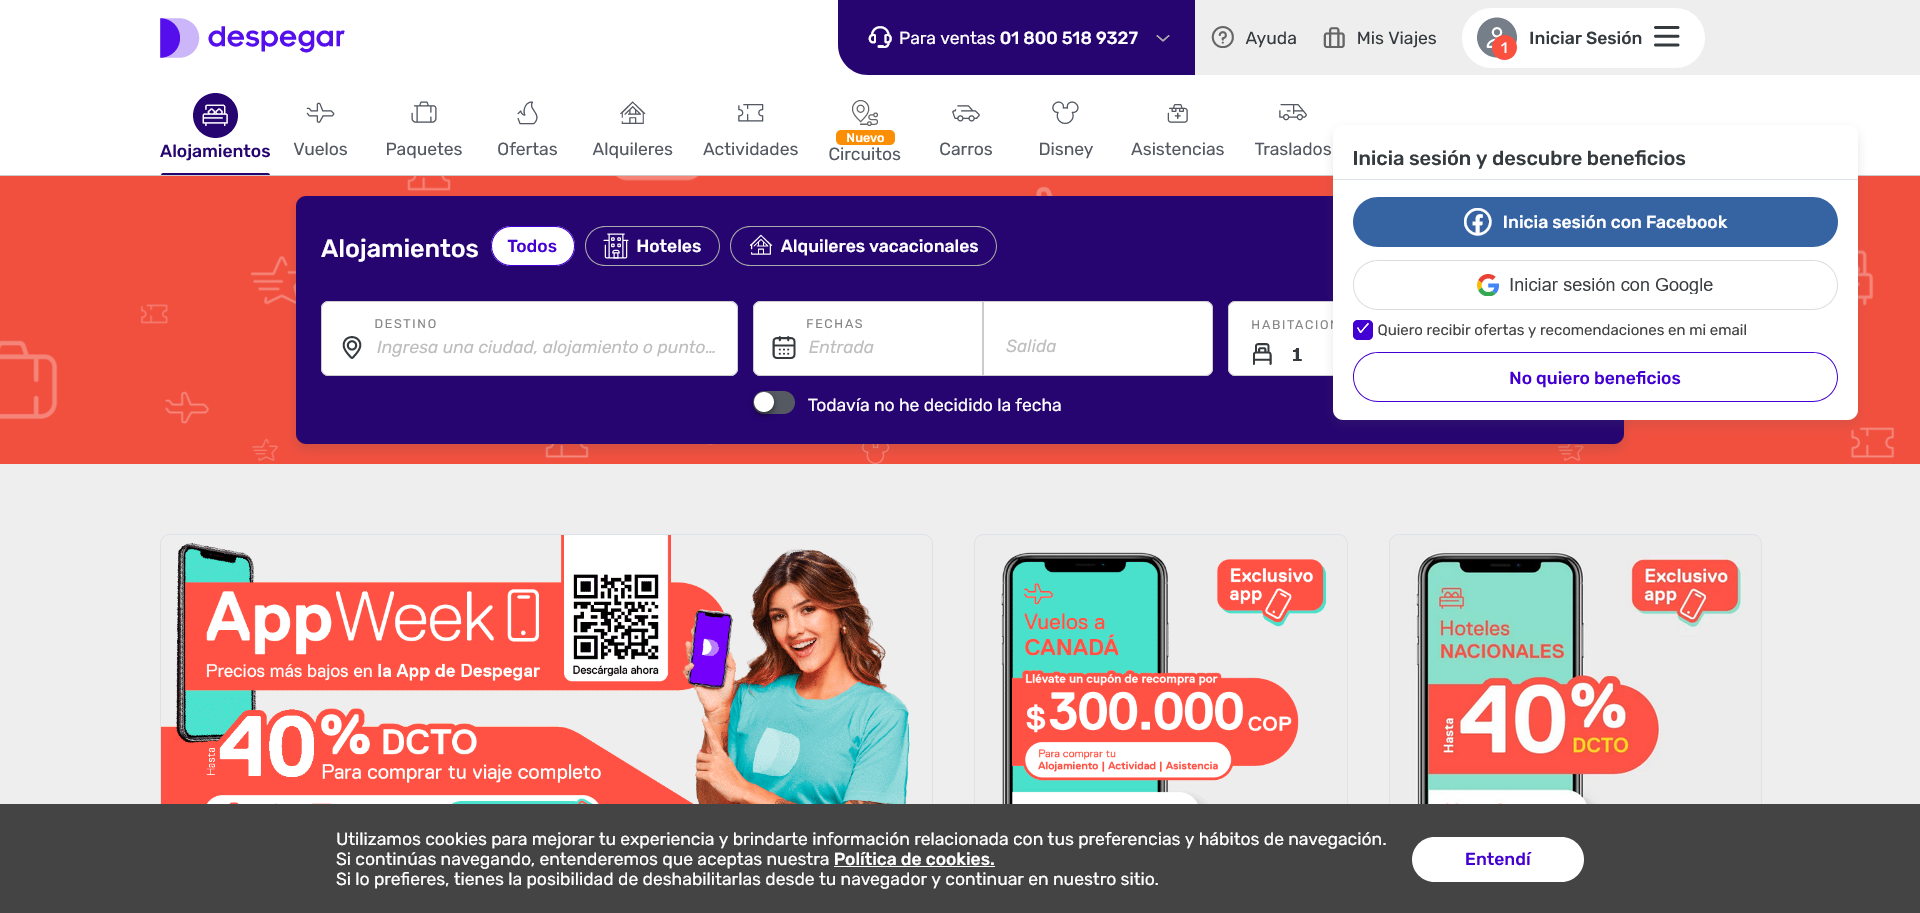 despegar
Para ventas 01 800 518 9327
Ayuda
Mis Viajes
1
Iniciar Sesión
Alojamientos
Vuelos
Paquetes
Ofertas
Alquileres
Actividades
Nuevo
Circuitos
Carros
Disney
Asistencias
Traslados
Inicia sesión y descubre beneficios
Inicia sesión con Facebook
Iniciar sesión con Google
Quiero recibir ofertas y recomendaciones en mi email
No quiero beneficios
Alojamientos
Todos
Hoteles
Alquileres vacacionales
DESTINO
Ingresa una ciudad, alojamiento o punto...
FECHAS
Entrada
Salida
HABITACION
1
Todavía no he decidido la fecha
AppWeek
Precios más bajos en la App de Despegar
Descárgala ahora
Hasta
40% DCTO
Para comprar tu viaje completo
Exclusivo
app
Vuelos a
CANADÁ
Llévate un cupón de recompra por
$300.000 COP
Para comprar tu
Alojamiento | Actividad | Asistencia
Exclusivo
app
Hoteles
NACIONALES
Hasta
40%
DCTO
Utilizamos cookies para mejorar tu experiencia y brindarte información relacionada con tus preferencias y hábitos de navegación.
Si continúas navegando, entenderemos que aceptas nuestra Política de cookies.
Si lo prefieres, tienes la posibilidad de deshabilitarlas desde tu navegador y continuar en nuestro sitio.
Entendí